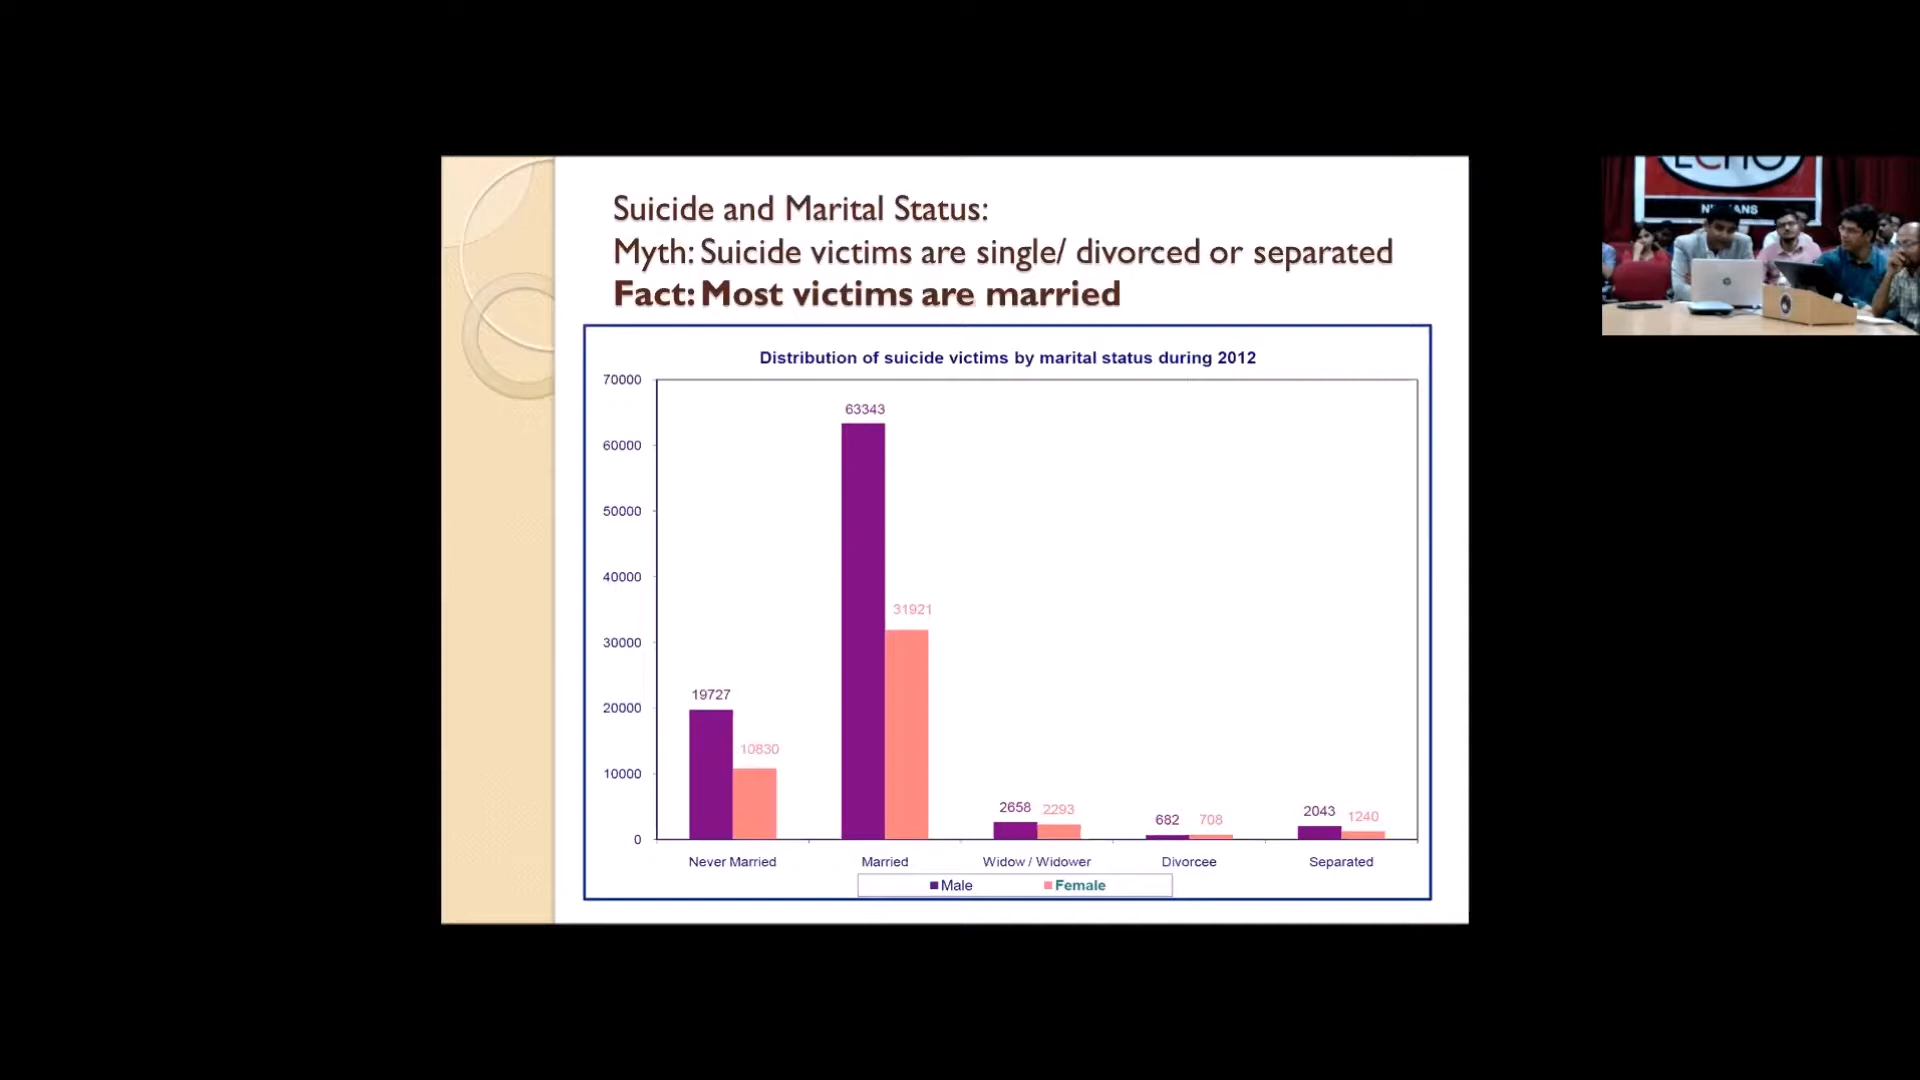 Suicide and Marital Status:
Myth: Suicide victims are single/ divorced or separated
Fact: Most victims are married
Distribution of suicide victims by marital status during 2012
70000
60000
50000
40000
30000
20000
10000
0
19727
10830
63343
31921
2658
2293
682
708
2043
1240
Never Married
Married
Widow / Widower
Divorcee
Separated
Male
Female
ECHO